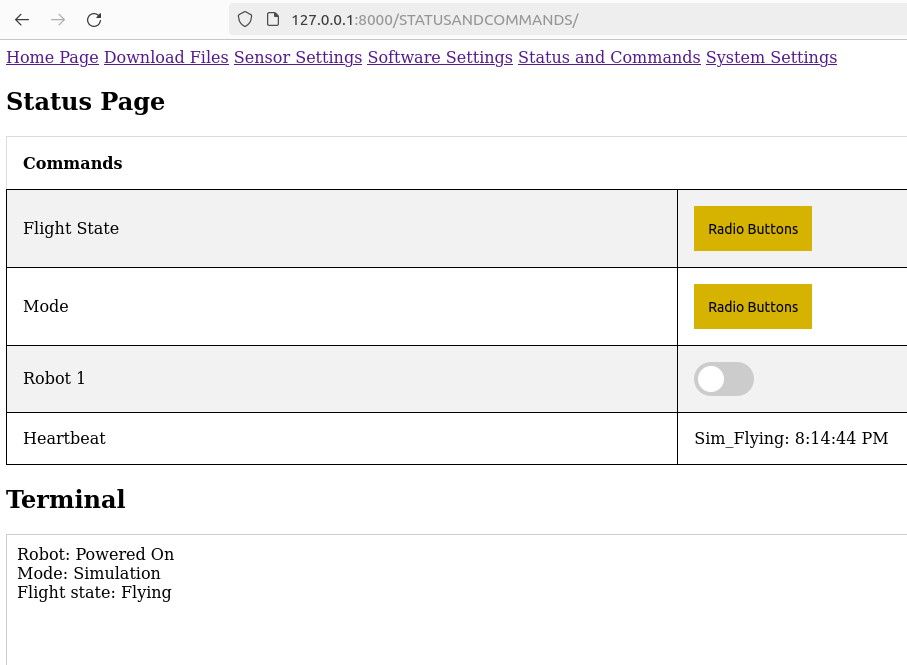 127.0.0.1:8000/STATUSANDCOMMANDS/
Home Page Download Files Sensor Settings Software Settings Status and Commands System Settings
Status Page
Commands
Flight State
Radio Buttons
Mode
Radio Buttons
Robot 1
Heartbeat
Sim_Flying: 8:14:44 PM
Terminal
Robot: Powered On
Mode: Simulation
Flight state: Flying